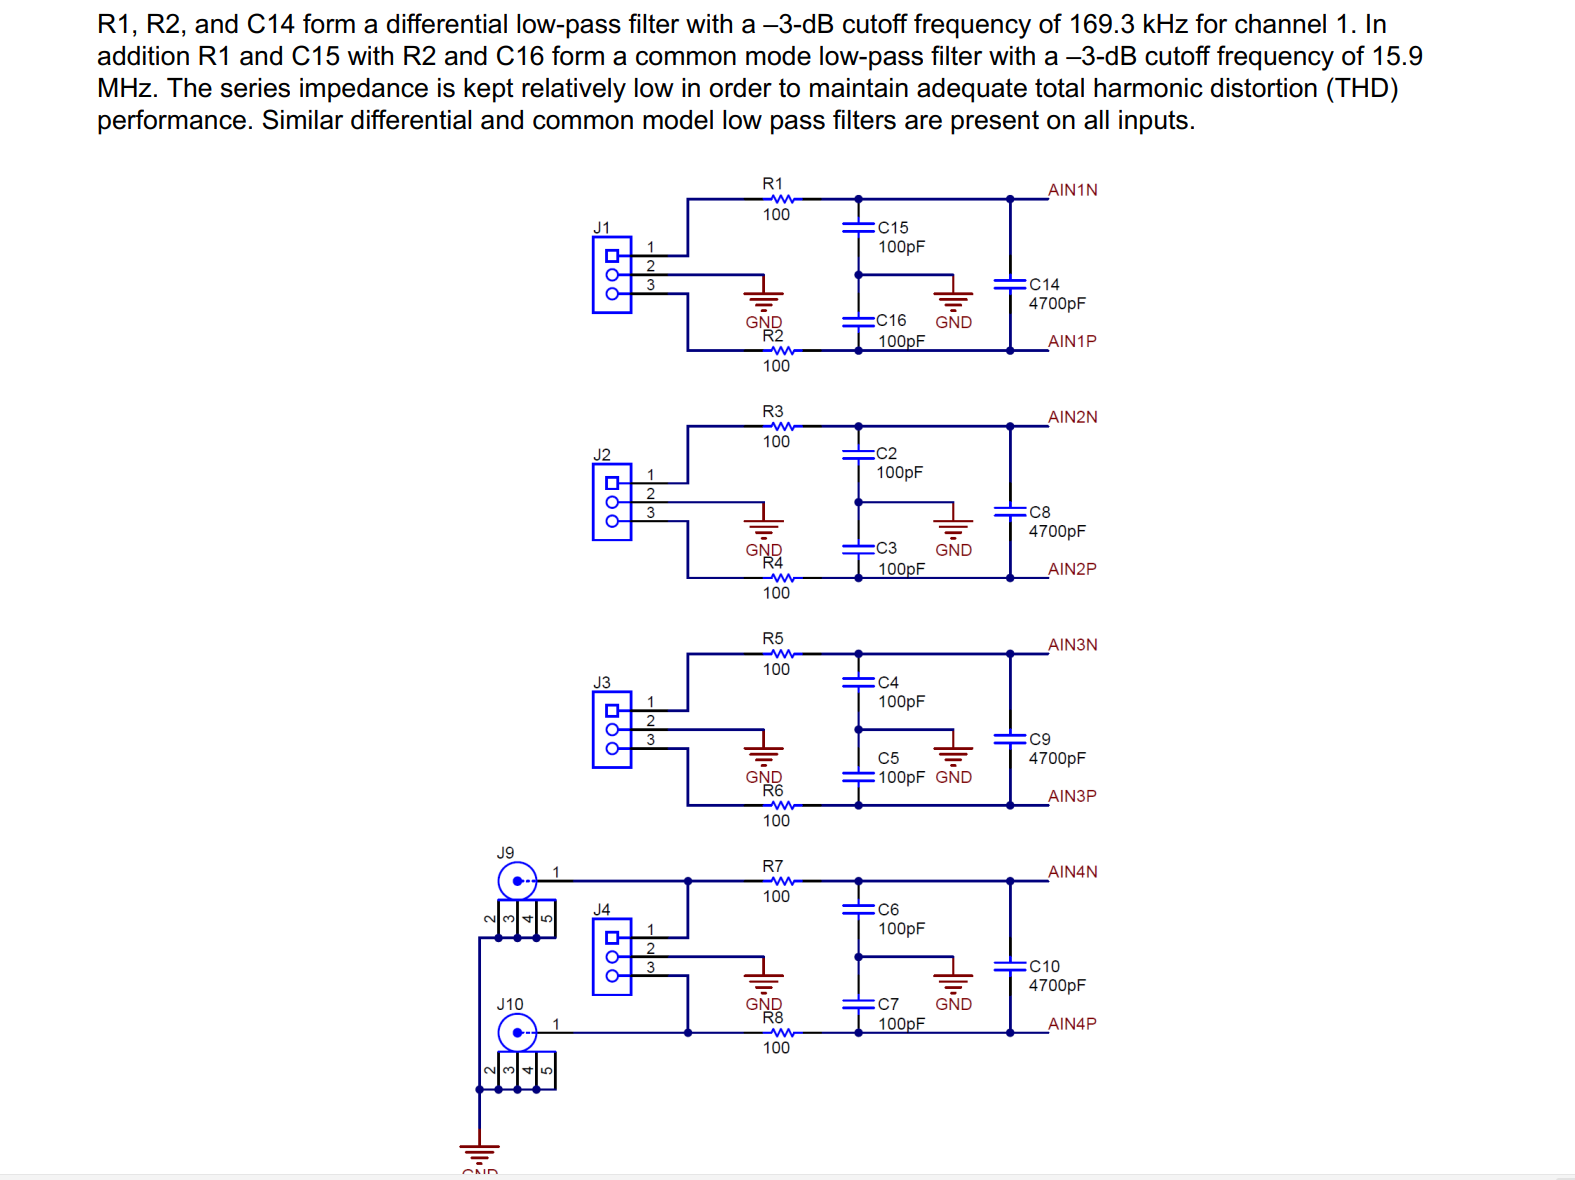 R1, R2, and C14 form a differential low-pass filter with a –3-dB cutoff frequency of 169.3 kHz for channel 1. In
addition R1 and C15 with R2 and C16 form a common mode low-pass filter with a –3-dB cutoff frequency of 15.9
MHz. The series impedance is kept relatively low in order to maintain adequate total harmonic distortion (THD)
performance. Similar differential and common model low pass filters are present on all inputs.
R1
AIN1N
100
J1
C15
1
100pF
2
3
C14
4700pF
GND
C16
GND
R2
100pF
AIN1P
100
R3
AIN2N
100
J2
C2
1
100pF
2
3
C8
4700pF
GND
C3
GND
R4
100pF
AIN2P
100
R5
AIN3N
100
J3
C4
1
100pF
2
3
C9
C5
4700pF
GND
100pF
GND
R6
AIN3P
100
J9
1
R7
AIN4N
100
J4
C6
2
3
4
5
1
100pF
2
3
C10
4700pF
J10
GND
C7
GND
R8
1
100pF
AIN4P
100
2
3
4
5
GND